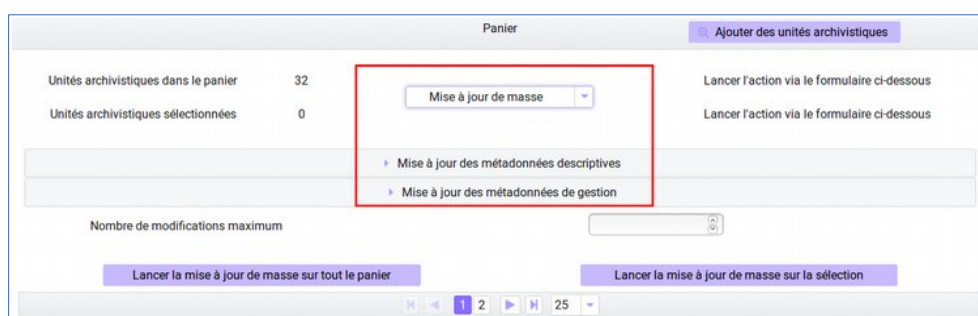 Panier
Ajouter des unités archivistiques
Unités archivistiques dans le panier 32
Mise à jour de masse
Lancer l'action via le formulaire ci-dessous
Unités archivistiques sélectionnées 0
Lancer l'action via le formulaire ci-dessous
Mise à jour des métadonnées descriptives
Mise à jour des métadonnées de gestion
Nombre de modifications maximum
Lancer la mise à jour de masse sur tout le panier
Lancer la mise à jour de masse sur la sélection
1 2 25